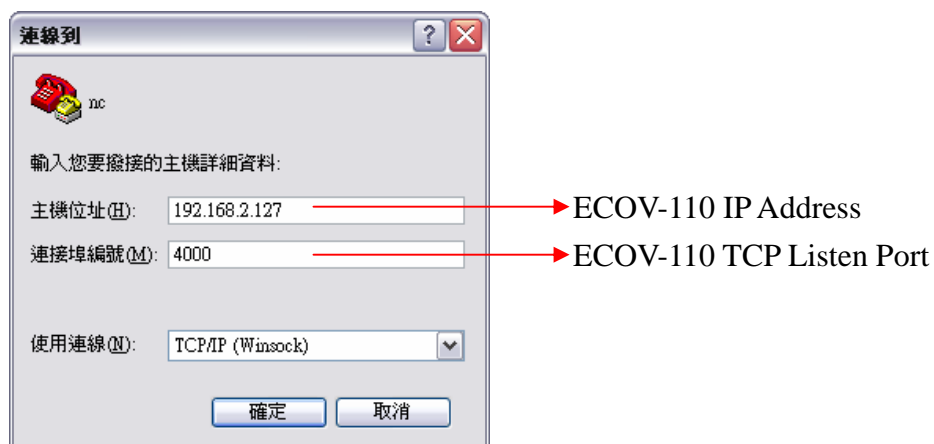 連線到
nc
輸入您要撥接的主機詳細資料:
主機位址(H): 192.168.2.127 ECOV-110 IP Address
連接埠編號(M): 4000 ECOV-110 TCP Listen Port
使用連線(N): TCP/IP (Winsock)
確定 取消